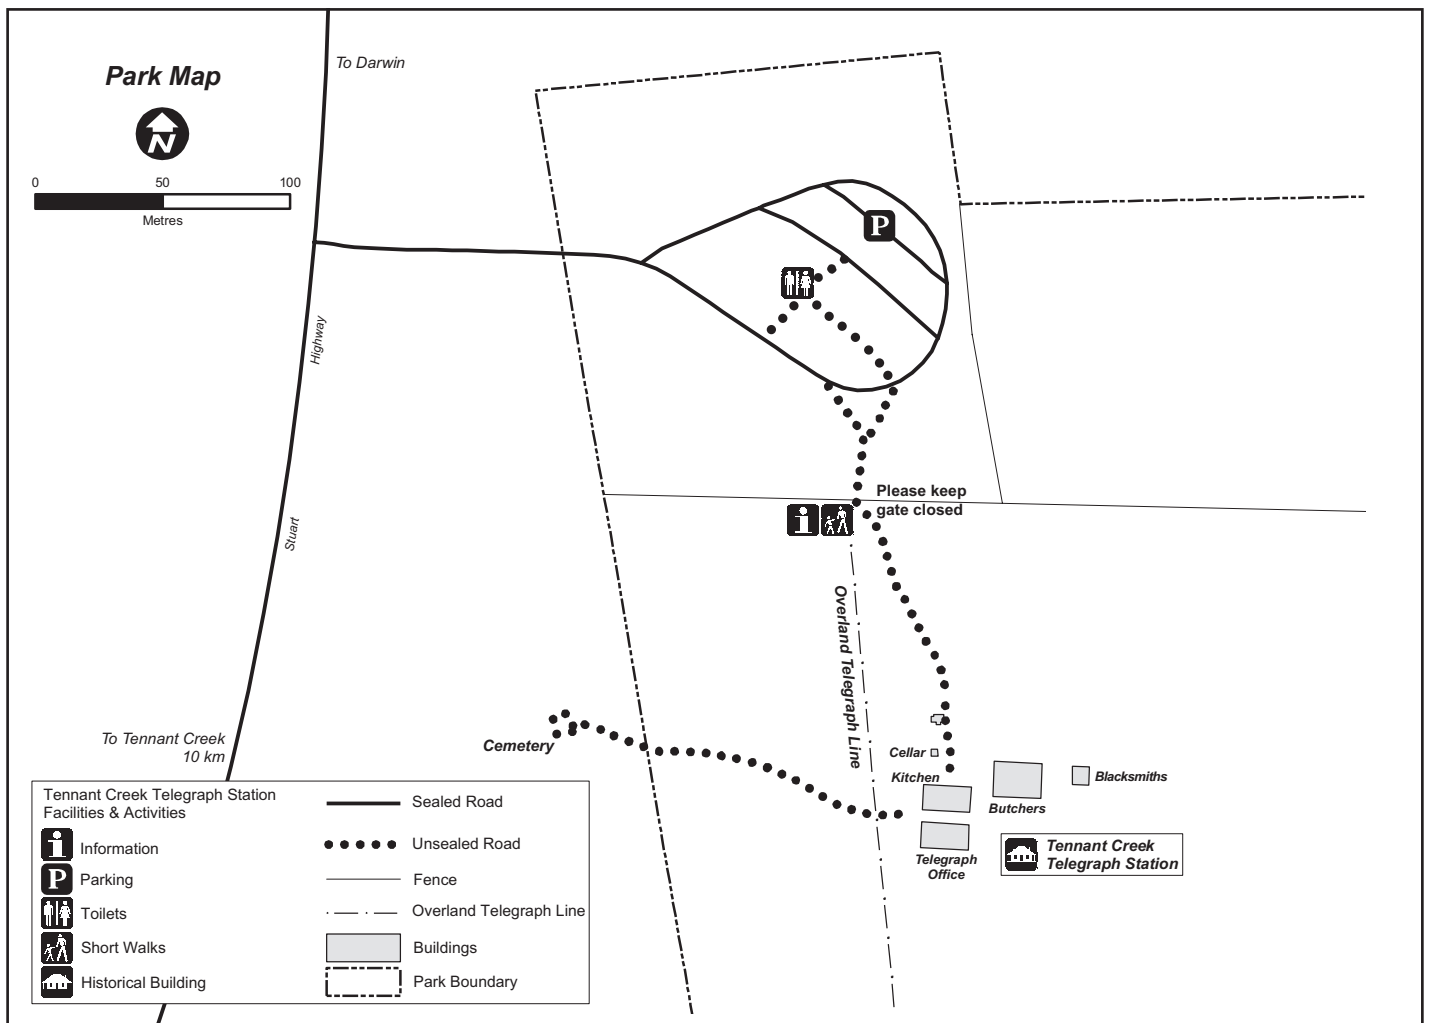 Park Map
N
0 50 100
Metres
To Darwin
P
Highway
Stuart
Please keep
gate closed
i
Overland Telegraph Line
Cemetery
Cellar
Kitchen
Butchers
Blacksmiths
Telegraph
Office
Tennant Creek
Telegraph Station
To Tennant Creek
10 km
Tennant Creek Telegraph Station
Facilities & Activities
i Information
P Parking
Toilets
Short Walks
Historical Building
Sealed Road
Unsealed Road
Fence
Overland Telegraph Line
Buildings
Park Boundary